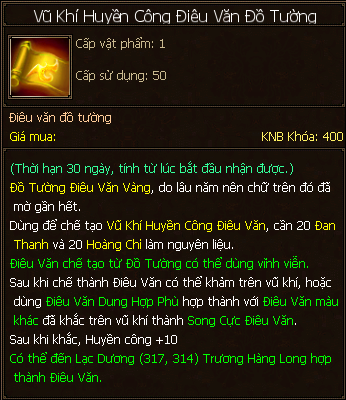 Vũ Khí Huyền Công Điêu Văn Đồ Tường
Cấp vật phẩm: 1
Cấp sử dụng: 50
Điêu văn đồ tường
Giá mua: KNB Khóa: 400
(Thời hạn 30 ngày, tính từ lúc bắt đầu nhận được.)
Đồ Tường Điêu Văn Vàng, do lâu năm nên chữ trên đó đã
mờ gần hết.
Dùng để chế tạo Vũ Khí Huyền Công Điêu Văn, cần 20 Đan
Thanh và 20 Hoàng Chỉ làm nguyên liệu.
Điêu Văn chế tạo từ Đồ Tường có thể dùng vĩnh viễn.
Sau khi chế thành Điêu Văn có thể khảm trên vũ khí, hoặc
dùng Điêu Văn Dung Hợp Phù hợp thành với Điêu Văn màu
khác đã khắc trên vũ khí thành Song Cực Điêu Văn.
Sau khi khắc, Huyền công +10
Có thể đến Lạc Dương (317, 314) Trương Hàng Long hợp
thành Điêu Văn.